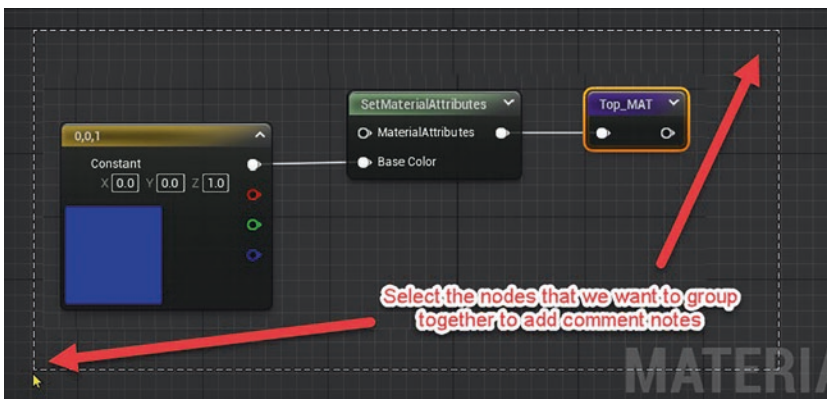 SetMaterialAttributes
Top_MAT
0,0,1
MaterialAttributes
Constant
Base Color
X 0.0 Y 0.0 Z 1.0
Select the nodes that we want to group
together to add comment notes
MATERIA